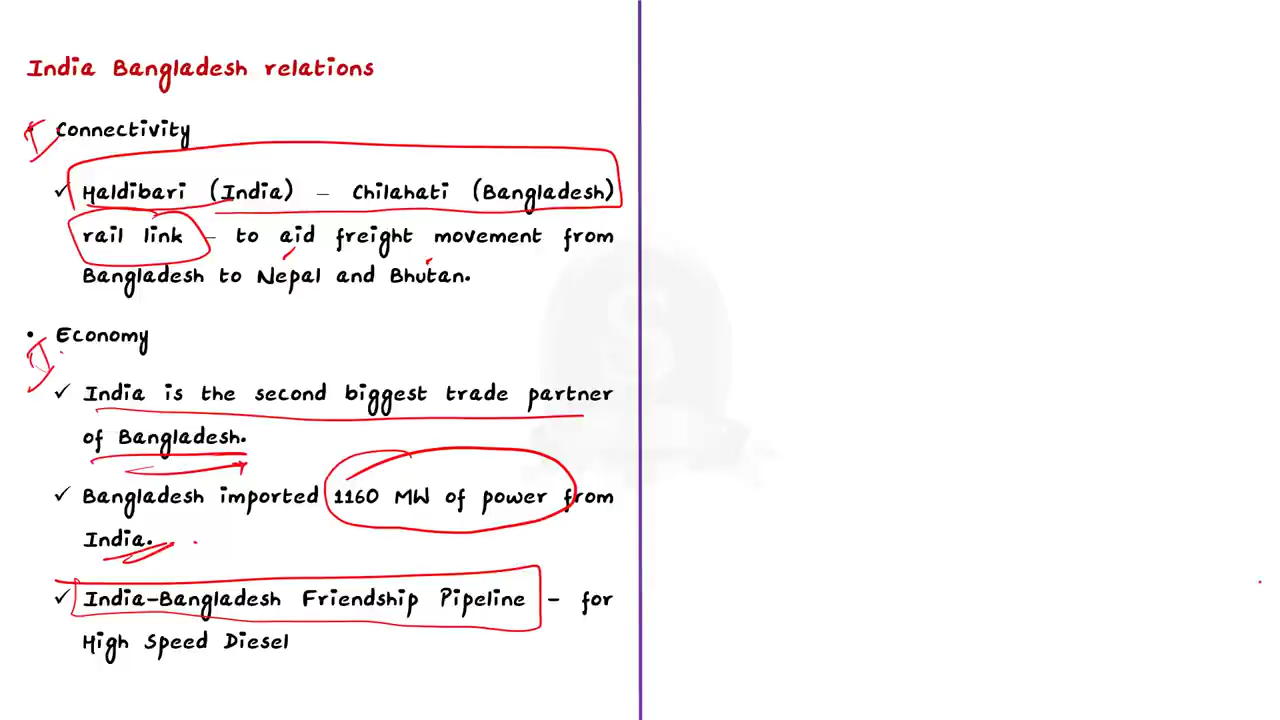 India Bangladesh relations
• Connectivity
✓ Haldibari (India) – Chilahati (Bangladesh)
rail link – to aid freight movement from
Bangladesh to Nepal and Bhutan.
• Economy
✓ India is the second biggest trade partner
of Bangladesh.
✓ Bangladesh imported 1160 MW of power from
India.
✓ India-Bangladesh Friendship Pipeline - for
High Speed Diesel